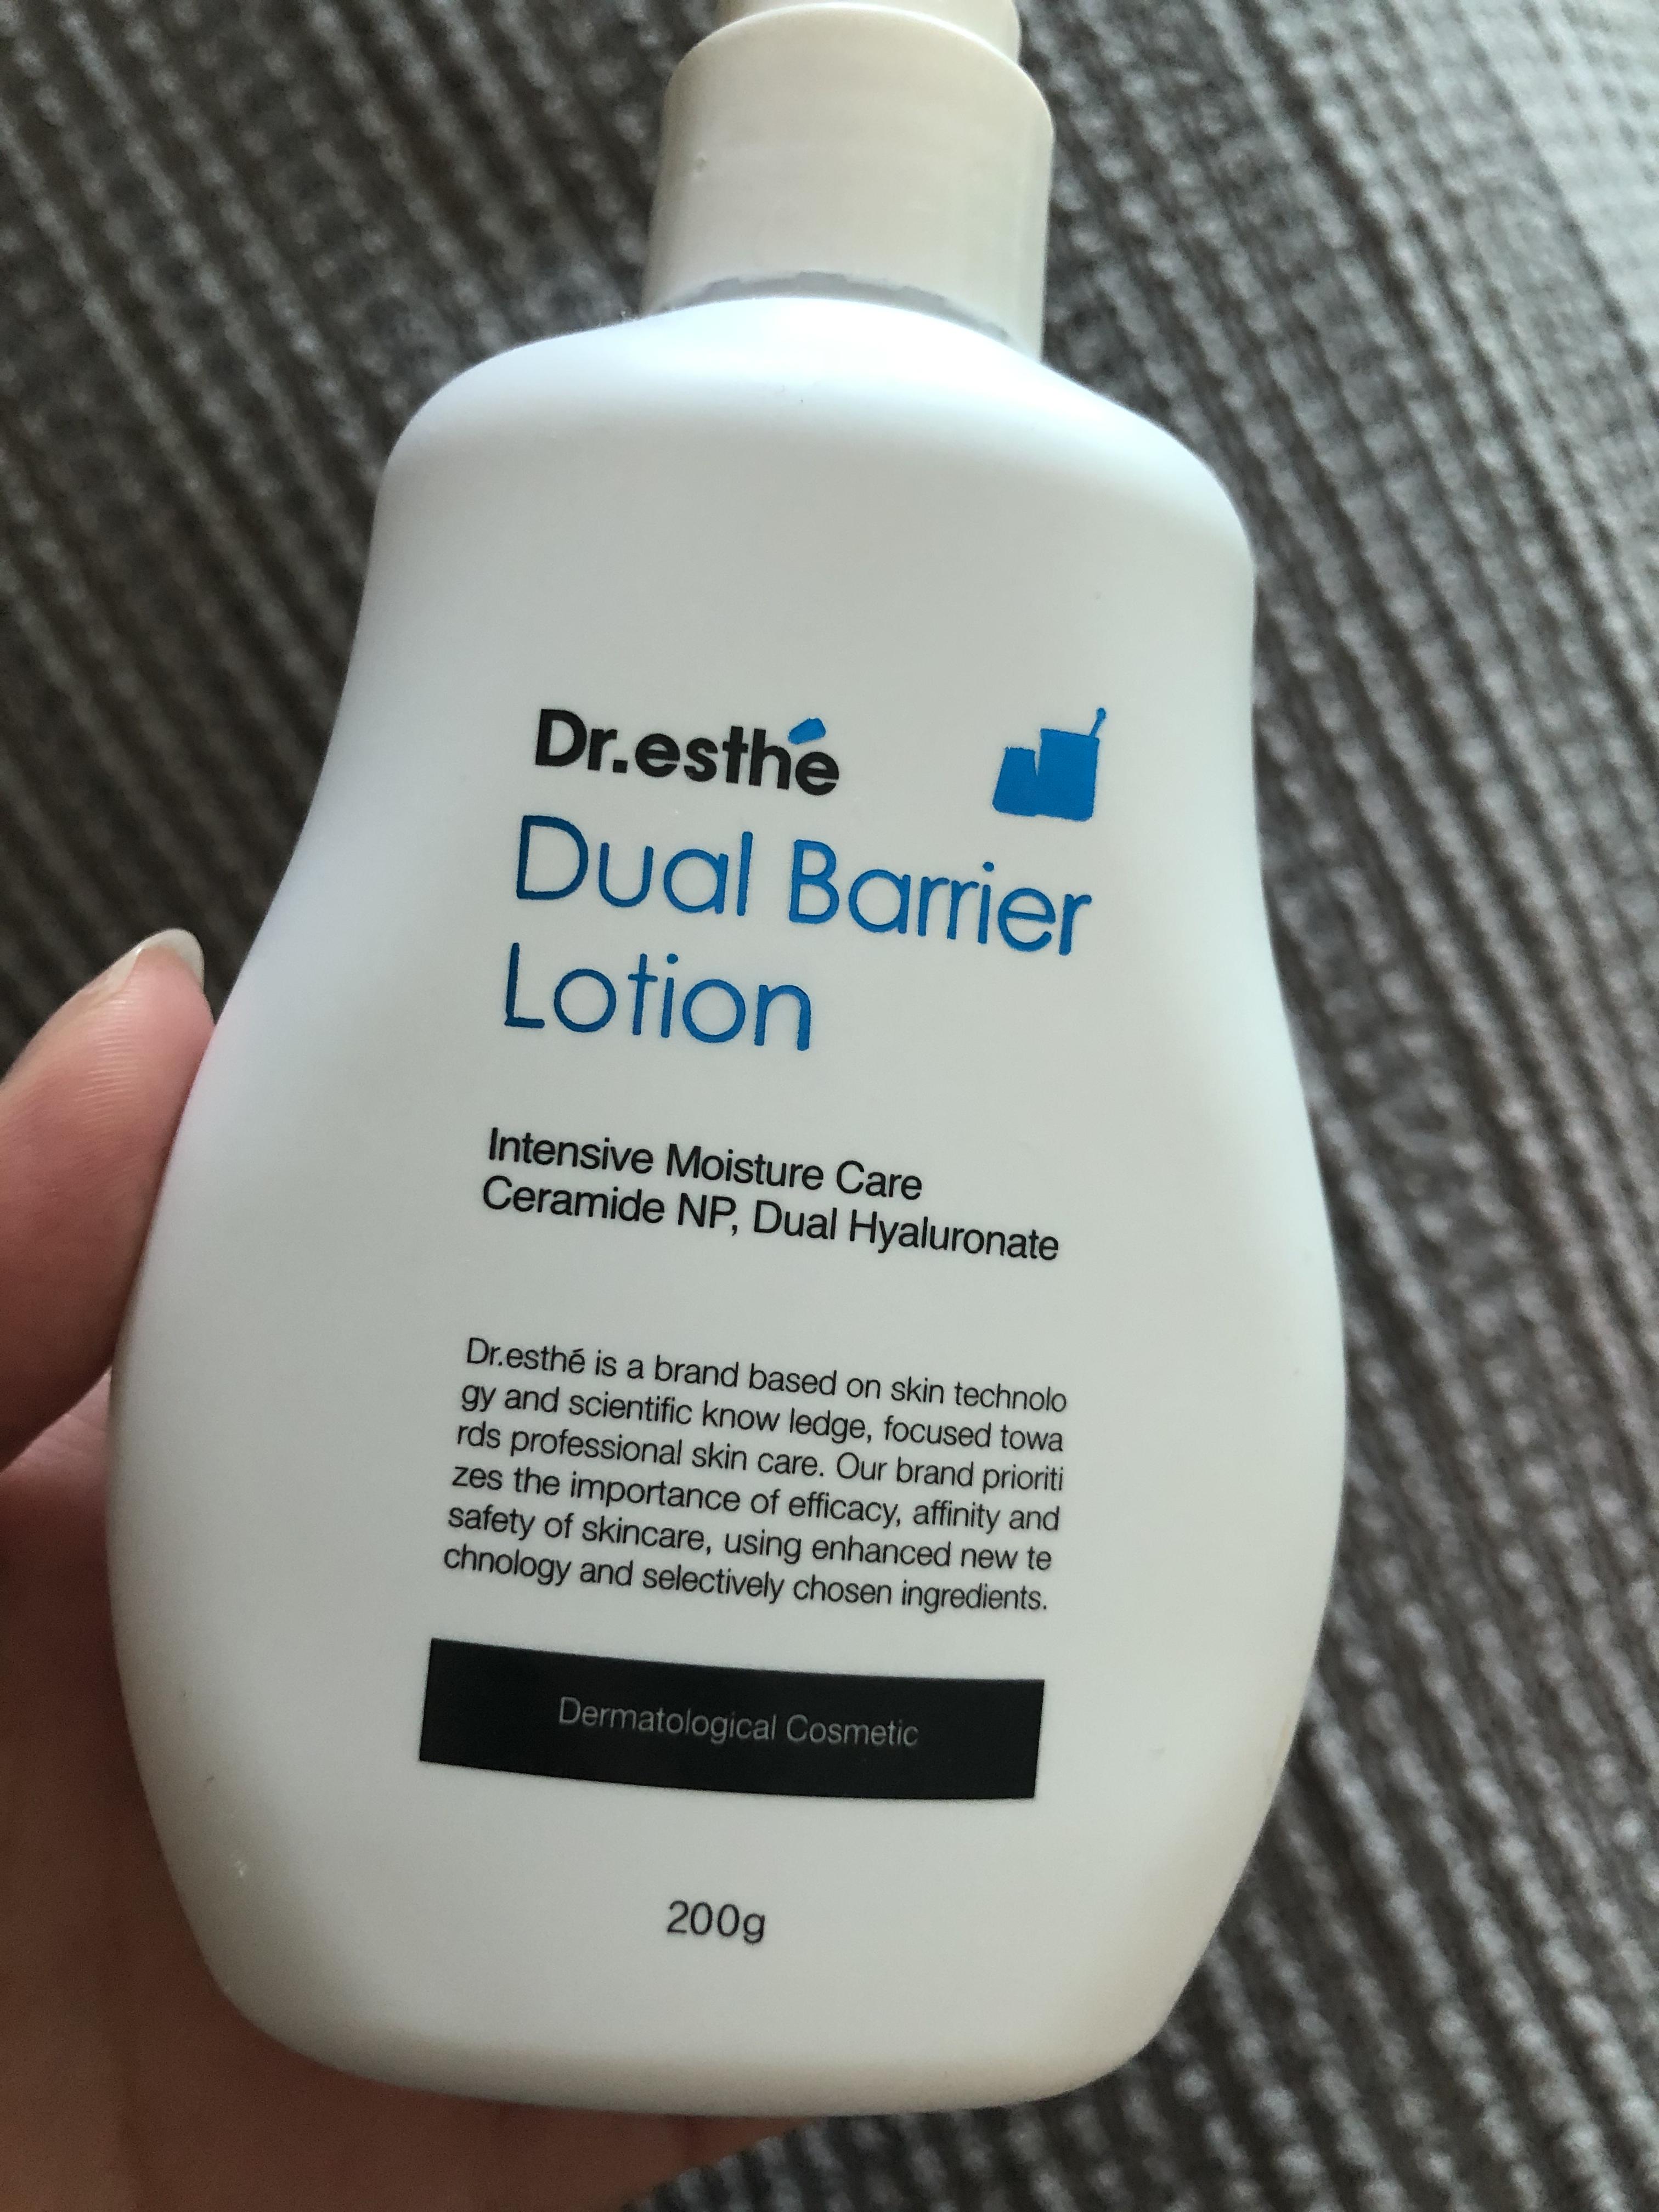 Dr.esthé
Dual Barrier
Lotion
Intensive Moisture Care
Ceramide NP, Dual Hyaluronate
Dr.esthé is a brand based on skin technolo
gy and scientific know ledge, focused towa
rds professional skin care. Our brand prioriti
zes the importance of efficacy, affinity and
safety of skincare, using enhanced new te
chnology and selectively chosen ingredients.
Dermatological Cosmetic
200g